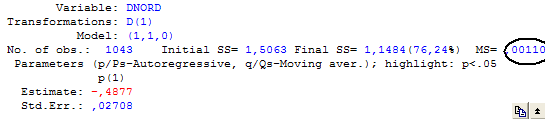 Variable: DNORD
Transformations: D(1)
Model: (1,1,0)
No. of obs.: 1043 Initial SS= 1,5063 Final SS= 1,1484(76,24%) MS= ,00110
Parameters (p/Ps-Autoregressive, q/Qs-Moving aver.); highlight: p<.05
p(1)
Estimate: -,4877
Std.Err.: ,02708